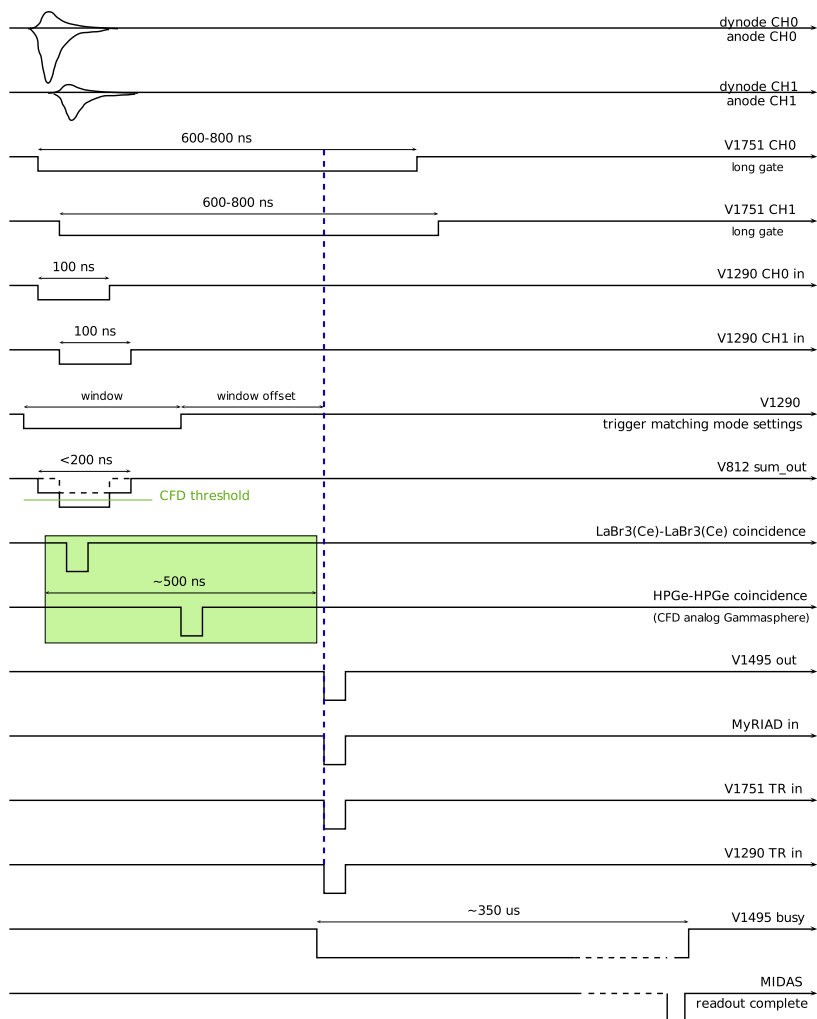 dynode CH0
anode CH0
dynode CH1
anode CH1
600-800 ns
V1751 CH0
long gate
600-800 ns
V1751 CH1
long gate
100 ns
V1290 CH0 in
100 ns
V1290 CH1 in
window
window offset
V1290
trigger matching mode settings
<200 ns
V812 sum_out
CFD threshold
LaBr3(Ce)-LaBr3(Ce) coincidence
~500 ns
HPGe-HPGe coincidence
(CFD analog Gammasphere)
V1495 out
MyRIAD in
V1751 TR in
V1290 TR in
~350 us
V1495 busy
MIDAS
readout complete